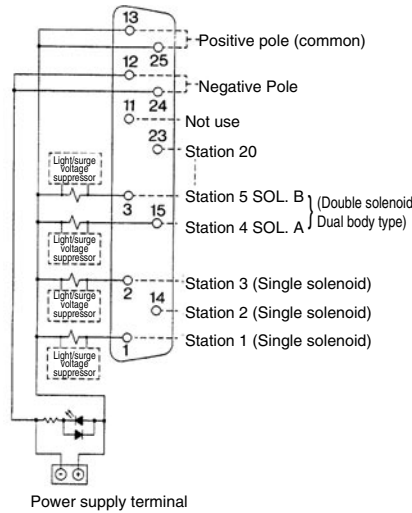 13
Positive pole (common)
12 25
Negative Pole
24
11
Not use
23
Station 20
Light/surge
voltage
suppressor
Station 5 SOL. B
3 15
(Double solenoid
Dual body type)
Station 4 SOL. A
Light/surge
voltage
suppressor
Station 3 (Single solenoid)
2
14
Light/surge
voltage
suppressor
Station 2 (Single solenoid)
Station 1 (Single solenoid)
1
Light/surge
voltage
suppressor
Power supply terminal